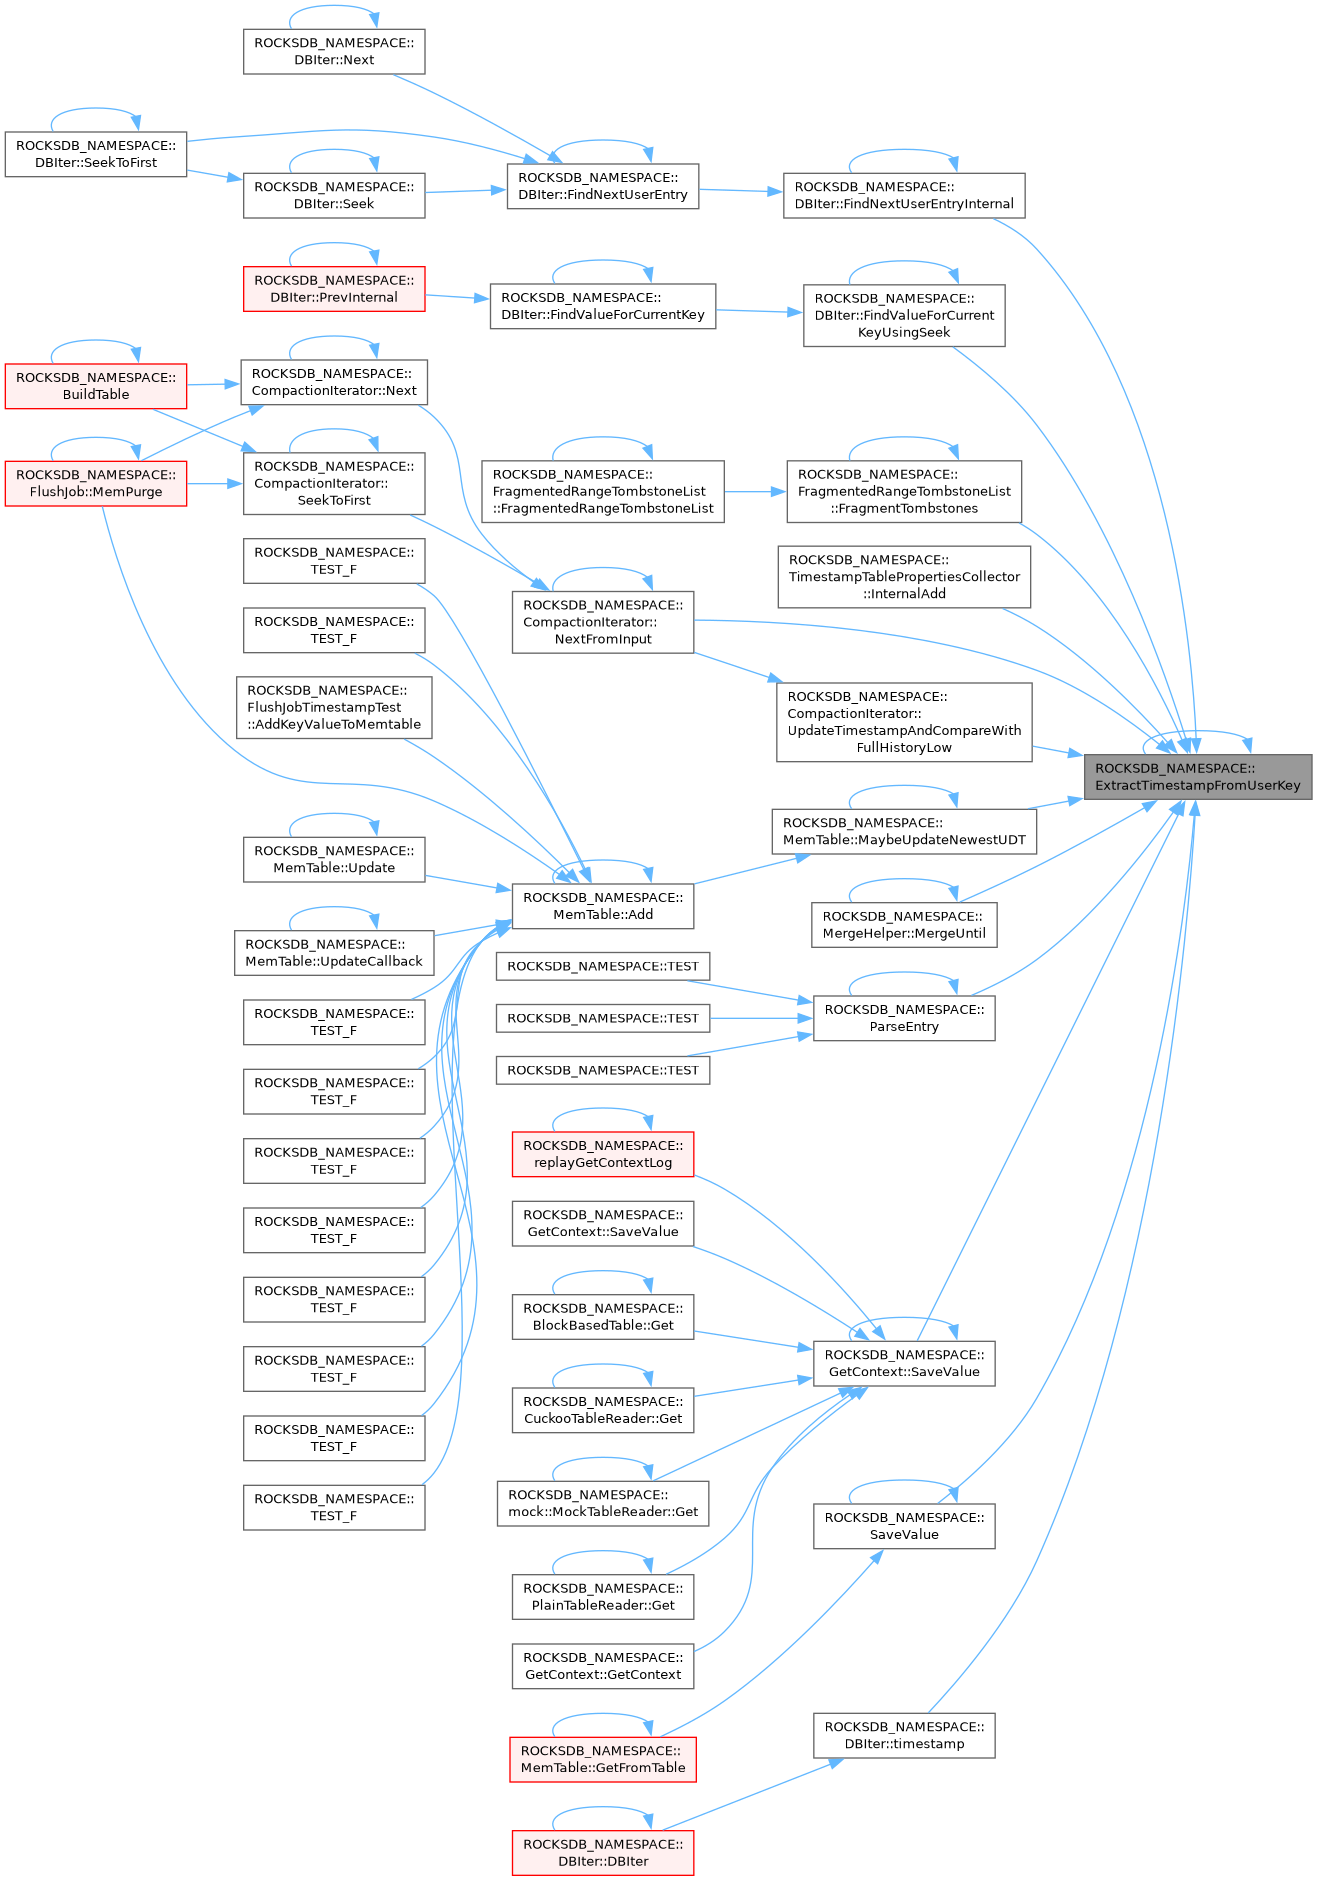 ROCKSDB_NAMESPACE::
DBIter::Next
ROCKSDB_NAMESPACE::
DBIter::SeekToFirst
ROCKSDB_NAMESPACE::
DBIter::Seek
ROCKSDB_NAMESPACE::
DBIter::FindNextUserEntry
ROCKSDB_NAMESPACE::
DBIter::FindNextUserEntryInternal
ROCKSDB_NAMESPACE::
DBIter::PrevInternal
ROCKSDB_NAMESPACE::
DBIter::FindValueForCurrentKey
ROCKSDB_NAMESPACE::
DBIter::FindValueForCurrent
KeyUsingSeek
ROCKSDB_NAMESPACE::
BuildTable
ROCKSDB_NAMESPACE::
CompactionIterator::Next
ROCKSDB_NAMESPACE::
FlushJob::MemPurge
ROCKSDB_NAMESPACE::
CompactionIterator::
SeekToFirst
ROCKSDB_NAMESPACE::
FragmentedRangeTombstoneList
::FragmentedRangeTombstoneList
ROCKSDB_NAMESPACE::
FragmentedRangeTombstoneList
::FragmentTombstones
ROCKSDB_NAMESPACE::
TEST_F
ROCKSDB_NAMESPACE::
TimestampTablePropertiesCollector
::InternalAdd
ROCKSDB_NAMESPACE::
TEST_F
ROCKSDB_NAMESPACE::
CompactionIterator::
NextFromInput
ROCKSDB_NAMESPACE::
FlushJobTimestampTest
::AddKeyValueToMemtable
ROCKSDB_NAMESPACE::
CompactionIterator::
UpdateTimestampAndCompareWith
FullHistoryLow
ROCKSDB_NAMESPACE::
ExtractTimestampFromUserKey
ROCKSDB_NAMESPACE::
MemTable::MaybeUpdateNewestUDT
ROCKSDB_NAMESPACE::
MemTable::Update
ROCKSDB_NAMESPACE::
MemTable::Add
ROCKSDB_NAMESPACE::
MergeHelper::MergeUntil
ROCKSDB_NAMESPACE::
MemTable::UpdateCallback
ROCKSDB_NAMESPACE::TEST
ROCKSDB_NAMESPACE::
ParseEntry
ROCKSDB_NAMESPACE::TEST
ROCKSDB_NAMESPACE::
TEST_F
ROCKSDB_NAMESPACE::TEST
ROCKSDB_NAMESPACE::
TEST_F
ROCKSDB_NAMESPACE::
TEST_F
ROCKSDB_NAMESPACE::
replayGetContextLog
ROCKSDB_NAMESPACE::
TEST_F
ROCKSDB_NAMESPACE::
GetContext::SaveValue
ROCKSDB_NAMESPACE::
TEST_F
ROCKSDB_NAMESPACE::
BlockBasedTable::Get
ROCKSDB_NAMESPACE::
TEST_F
ROCKSDB_NAMESPACE::
GetContext::SaveValue
ROCKSDB_NAMESPACE::
CuckooTableReader::Get
ROCKSDB_NAMESPACE::
TEST_F
ROCKSDB_NAMESPACE::
TEST_F
ROCKSDB_NAMESPACE::
mock::MockTableReader::Get
ROCKSDB_NAMESPACE::
SaveValue
ROCKSDB_NAMESPACE::
PlainTableReader::Get
ROCKSDB_NAMESPACE::
GetContext::GetContext
ROCKSDB_NAMESPACE::
DBIter::timestamp
ROCKSDB_NAMESPACE::
MemTable::GetFromTable
ROCKSDB_NAMESPACE::
DBIter::DBIter